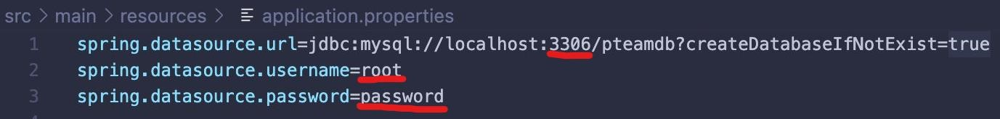 src > main > resources > application.properties
1 spring.datasource.url=jdbc:mysql://localhost:3306/pteamdb?createDatabaseIfNotExist=true
2 spring.datasource.username=root
3 spring.datasource.password=password